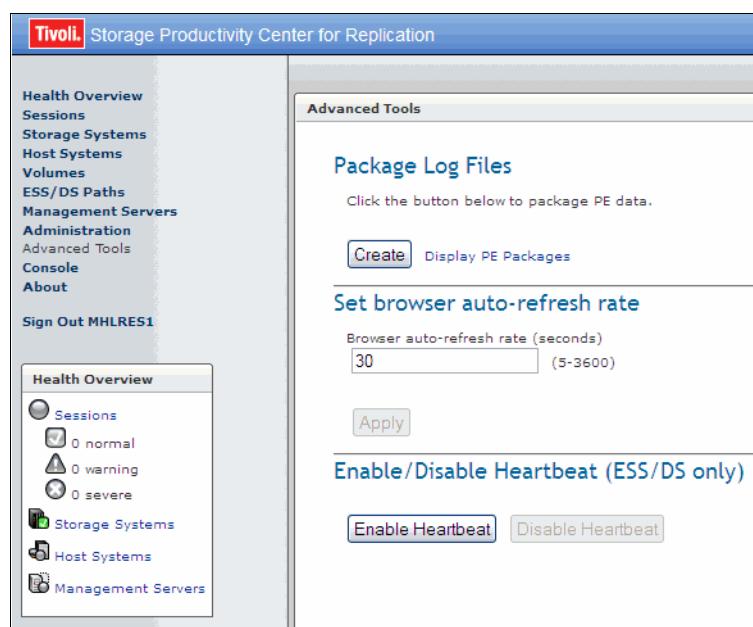 Tivoli. Storage Productivity Center for Replication
Health Overview
Sessions
Storage Systems
Host Systems
Volumes
ESS/DS Paths
Management Servers
Administration
Advanced Tools
Console
About
Sign Out MHLRES1
Health Overview
Sessions
0 normal
0 warning
0 severe
Storage Systems
Host Systems
Management Servers
Advanced Tools
Package Log Files
Click the button below to package PE data.
Create Display PE Packages
Set browser auto-refresh rate
Browser auto-refresh rate (seconds)
30 (5-3600)
Apply
Enable/Disable Heartbeat (ESS/DS only)
Enable Heartbeat Disable Heartbeat